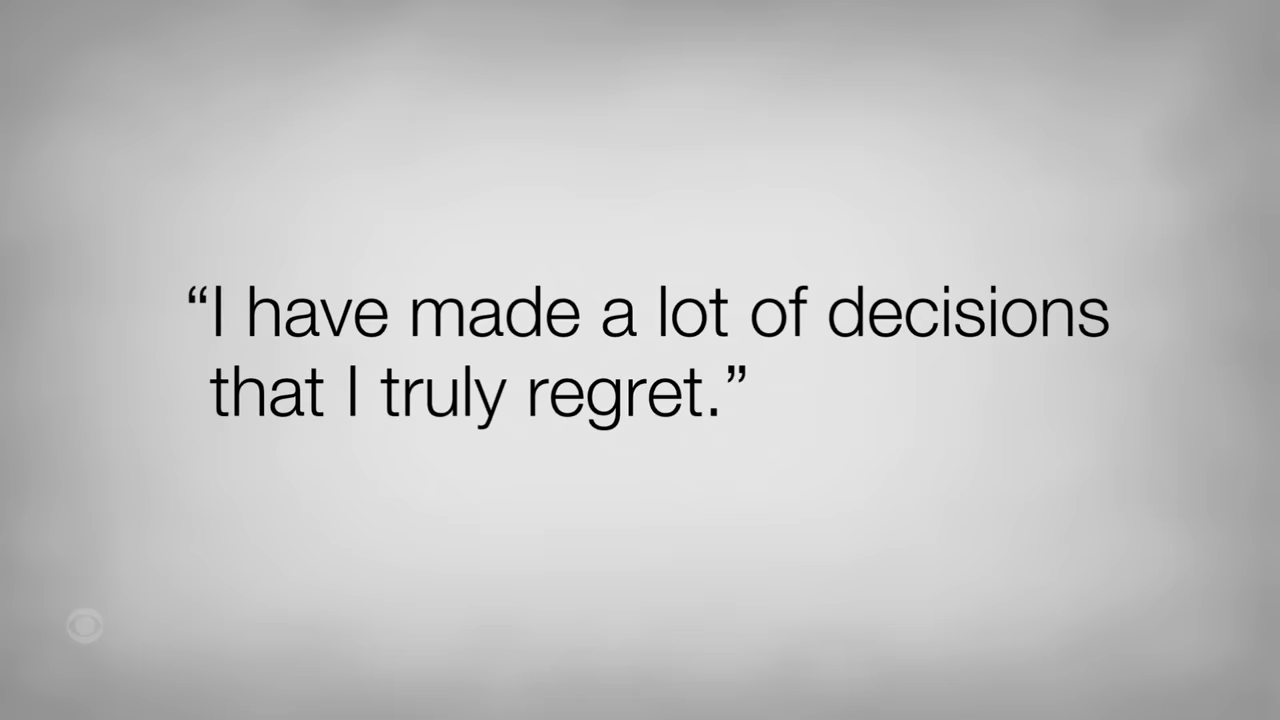 “I have made a lot of decisions
that I truly regret.”